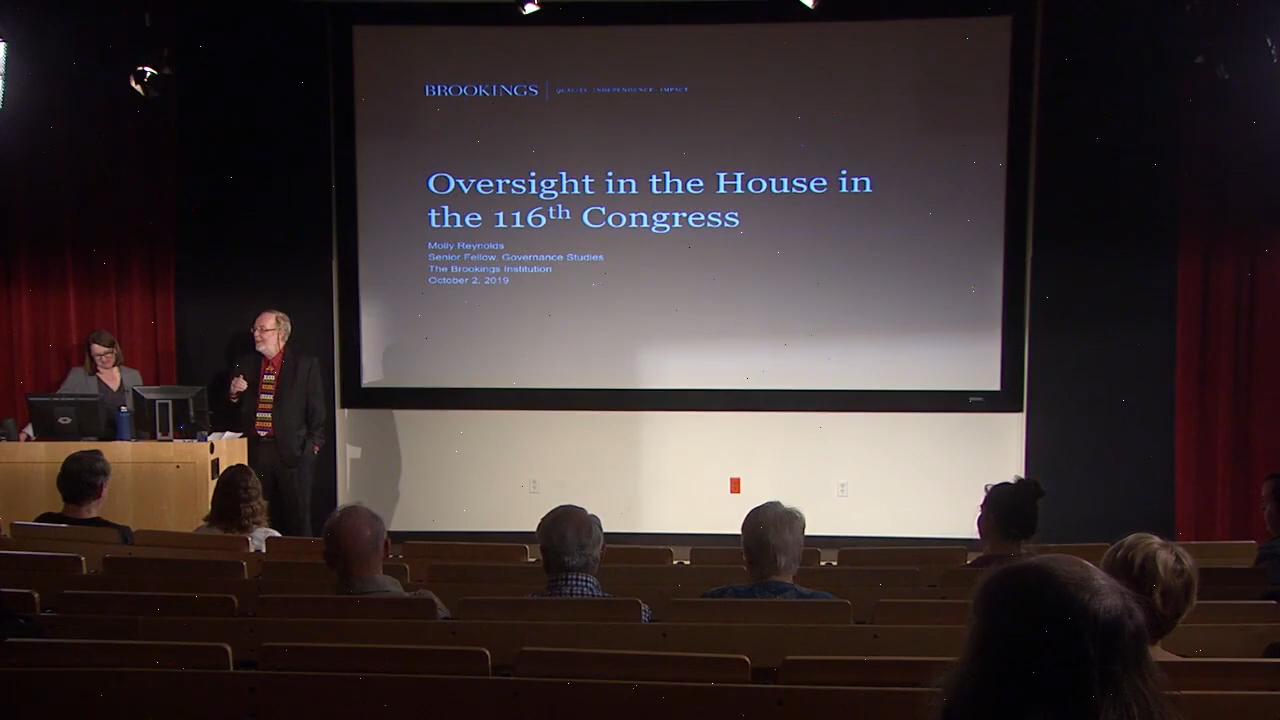 BROOKINGS | QUALITY. INDEPENDENCE. IMPACT.
Oversight in the House in
the 116th Congress
Molly Reynolds
Senior Fellow, Governance Studies
The Brookings Institution
October 2, 2019